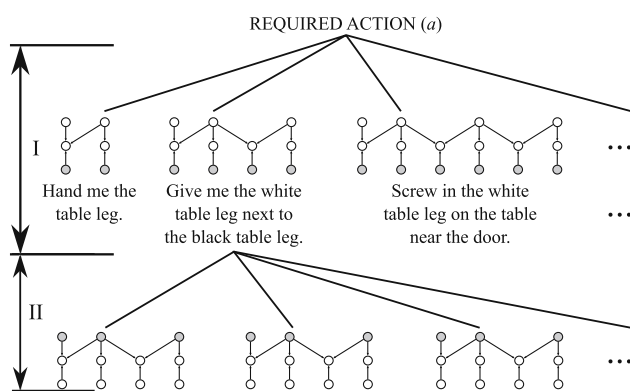 REQUIRED ACTION (a)
I
Hand me the
table leg.
Give me the white
table leg next to
the black table leg.
Screw in the white
table leg on the table
near the door.
...
...
II
...